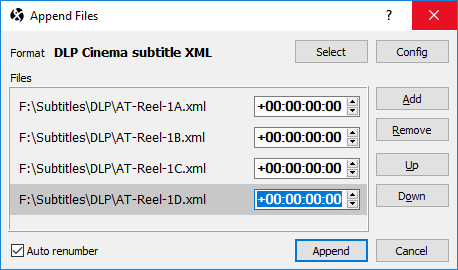 Append Files ?
Format DLP Cinema subtitle XML Select Config
Files
F:\Subtitles\DLP\AT-Reel-1A.xml +00:00:00:00 Add
F:\Subtitles\DLP\AT-Reel-1B.xml +00:00:00:00 Remove
F:\Subtitles\DLP\AT-Reel-1C.xml +00:00:00:00 Up
F:\Subtitles\DLP\AT-Reel-1D.xml +00:00:00:00 Down
Auto renumber Append Cancel